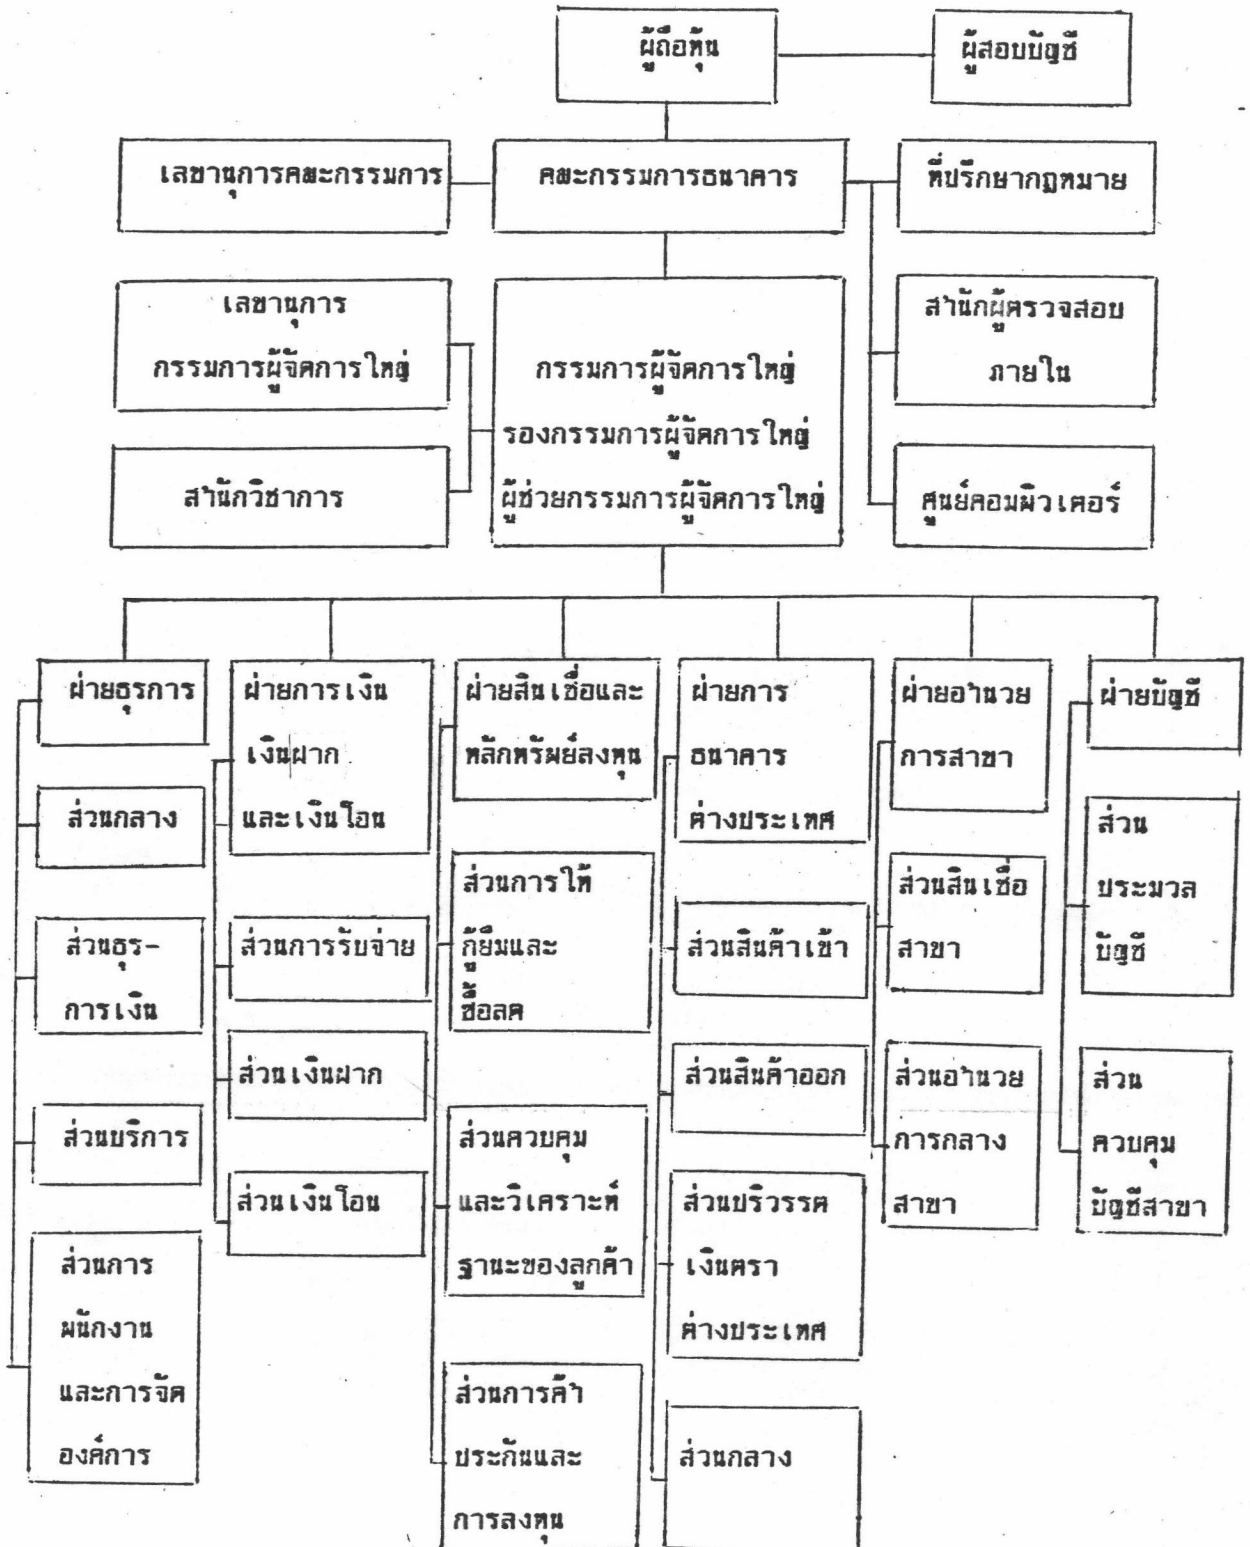 ผู้ถือหุ้น
ผู้สอบบัญชี
เลขานุการคณะกรรมการ
คณะกรรมการธนาคาร
ที่ปรึกษากฎหมาย
เลขานุการ
กรรมการผู้จัดการใหญ่
สำนักวิชาการ
กรรมการผู้จัดการใหญ่
รองกรรมการผู้จัดการใหญ่
ผู้ช่วยกรรมการผู้จัดการใหญ่
สำนักผู้ตรวจสอบ
ภายใน
ศูนย์คอมพิวเตอร์
ฝ่ายธุรการ
ส่วนกลาง
ส่วนธุร-
การเงิน
ส่วนบริการ
ส่วนการ
พนักงาน
และการจัด
องค์การ
ฝ่ายการเงิน
เงินฝาก
และเงินโอน
ส่วนการรับจ่าย
ส่วนเงินฝาก
ส่วนเงินโอน
ฝ่ายสินเชื่อและ
หลักทรัพย์ลงทุน
ส่วนการให้
กู้ยืมและ
ซื้อลด
ส่วนควบคุม
และวิเคราะห์
ฐานะของลูกค้า
ส่วนการค้ำ
ประกันและ
การลงทุน
ฝ่ายการ
ธนาคาร
ต่างประเทศ
ส่วนสินค้าเข้า
ส่วนสินค้าออก
ส่วนปริวรรต
เงินตรา
ต่างประเทศ
ส่วนกลาง
ฝ่ายอำนวย
การสาขา
ส่วนสินเชื่อ
สาขา
ส่วนอำนวย
การกลาง
สาขา
ฝ่ายบัญชี
ส่วน
ประมวล
บัญชี
ส่วน
ควบคุม
บัญชีสาขา